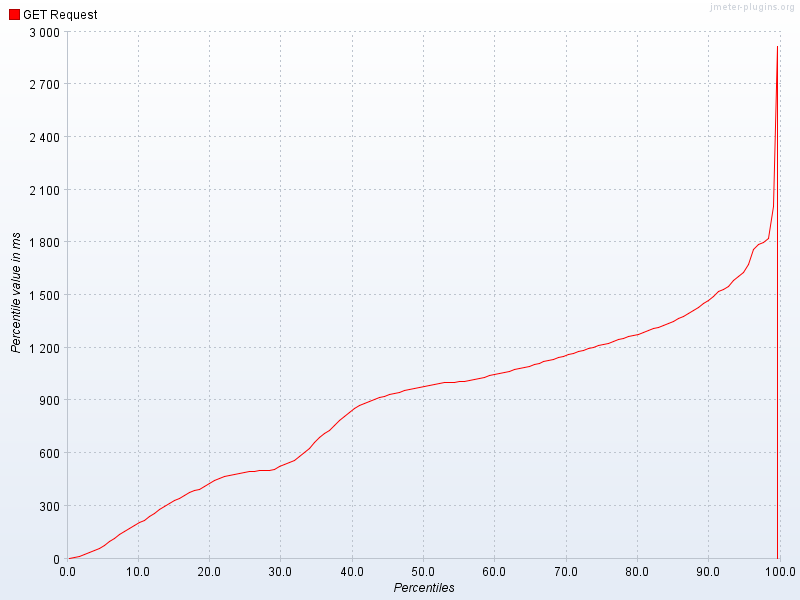 jmeter-plugins.org
GET Request
3 000
2 700
2 400
2 100
1 800
1 500
1 200
900
600
300
0
Percentile value in ms
0.0 10.0 20.0 30.0 40.0 50.0 60.0 70.0 80.0 90.0 100.0
Percentiles